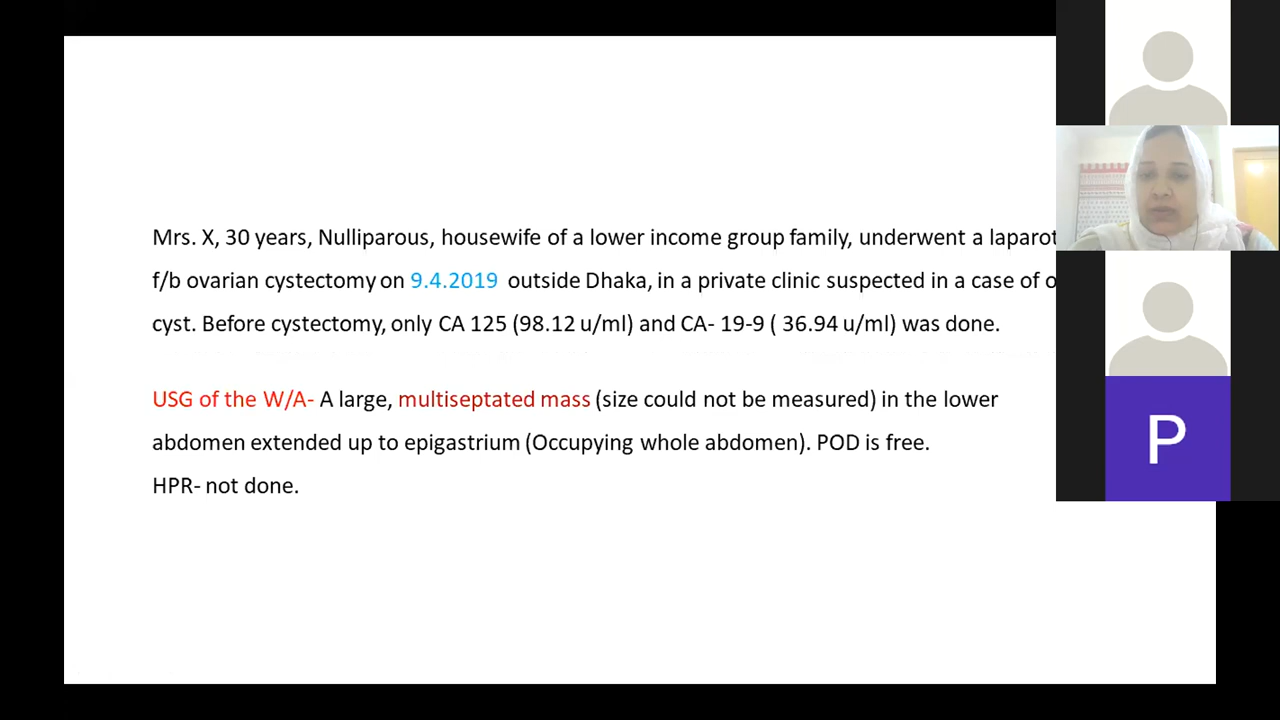 Mrs. X, 30 years, Nulliparous, housewife of a lower income group family, underwent a
f/b ovarian cystectomy on 9.4.2019 outside Dhaka, in a private clinic suspected in a case of
cyst. Before cystectomy, only CA 125 (98.12 u/ml) and CA- 19-9 ( 36.94 u/ml) was done.
USG of the W/A- A large, multiseptated mass (size could not be measured) in the lower
abdomen extended up to epigastrium (Occupying whole abdomen). POD is free.
HPR- not done.
P